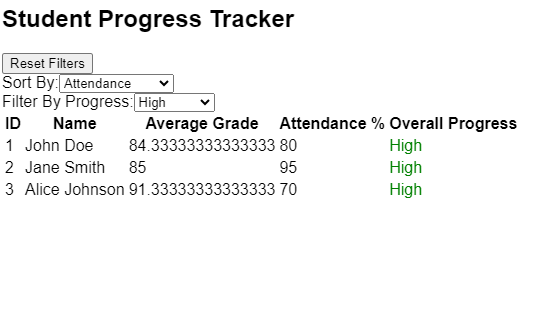 Student Progress Tracker
Reset Filters
Sort By: Attendance
Filter By Progress: High
ID Name Average Grade Attendance % Overall Progress
1 John Doe 84.33333333333333 80 High
2 Jane Smith 85 95 High
3 Alice Johnson 91.33333333333333 70 High